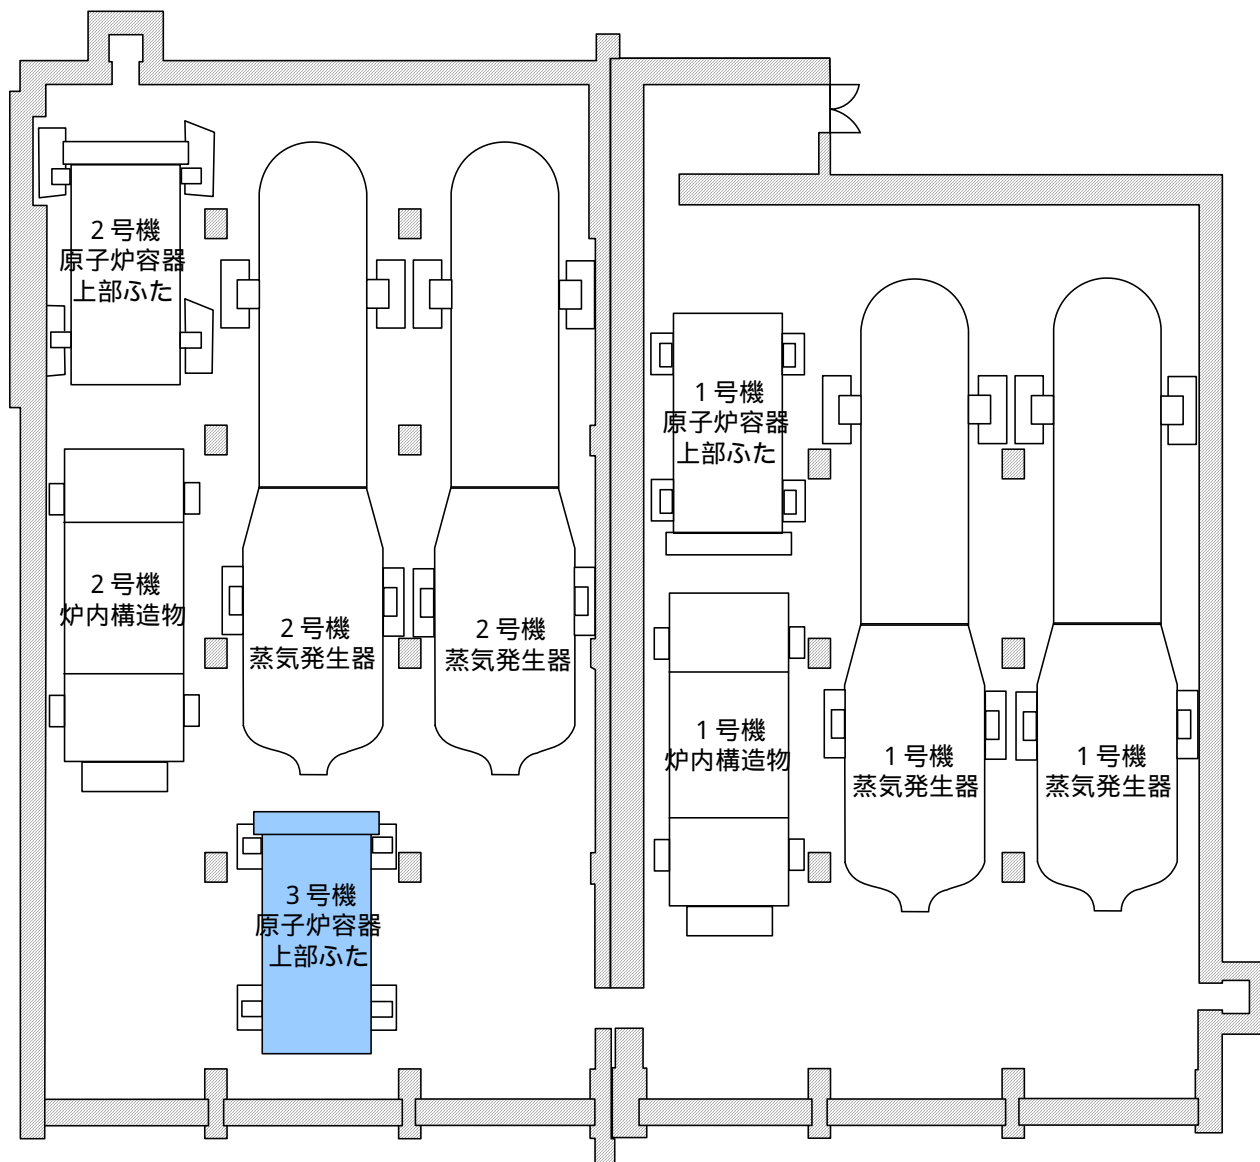 ２号機
原子炉容器
上部ふた
２号機
炉内構造物
２号機
蒸気発生器
２号機
蒸気発生器
３号機
原子炉容器
上部ふた
１号機
原子炉容器
上部ふた
１号機
炉内構造物
１号機
蒸気発生器
１号機
蒸気発生器